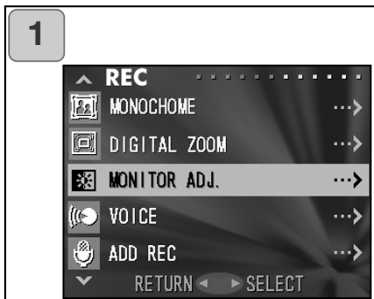 1
REC
MONOCHOME
DIGITAL ZOOM
MONITOR ADJ.
VOICE
ADD REC
RETURN SELECT